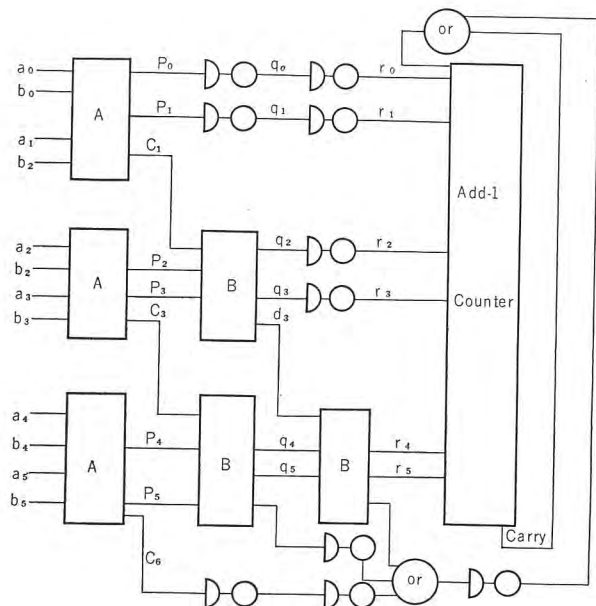 or
a₀ P₀ q₀ r₀
b₀
A
P₁ q₁ r₁
a₁
C₁
b₂
Add-1
a₂
q₂ r₂
b₂ P₂
A B
a₃ P₃ q₃ r₃
Counter
b₃ C₃
d₃
a₄
b₄ P₄ q₄ r₄
A B B
a₅ q₅ r₅
b₅ P₅
Carry
C₆
or